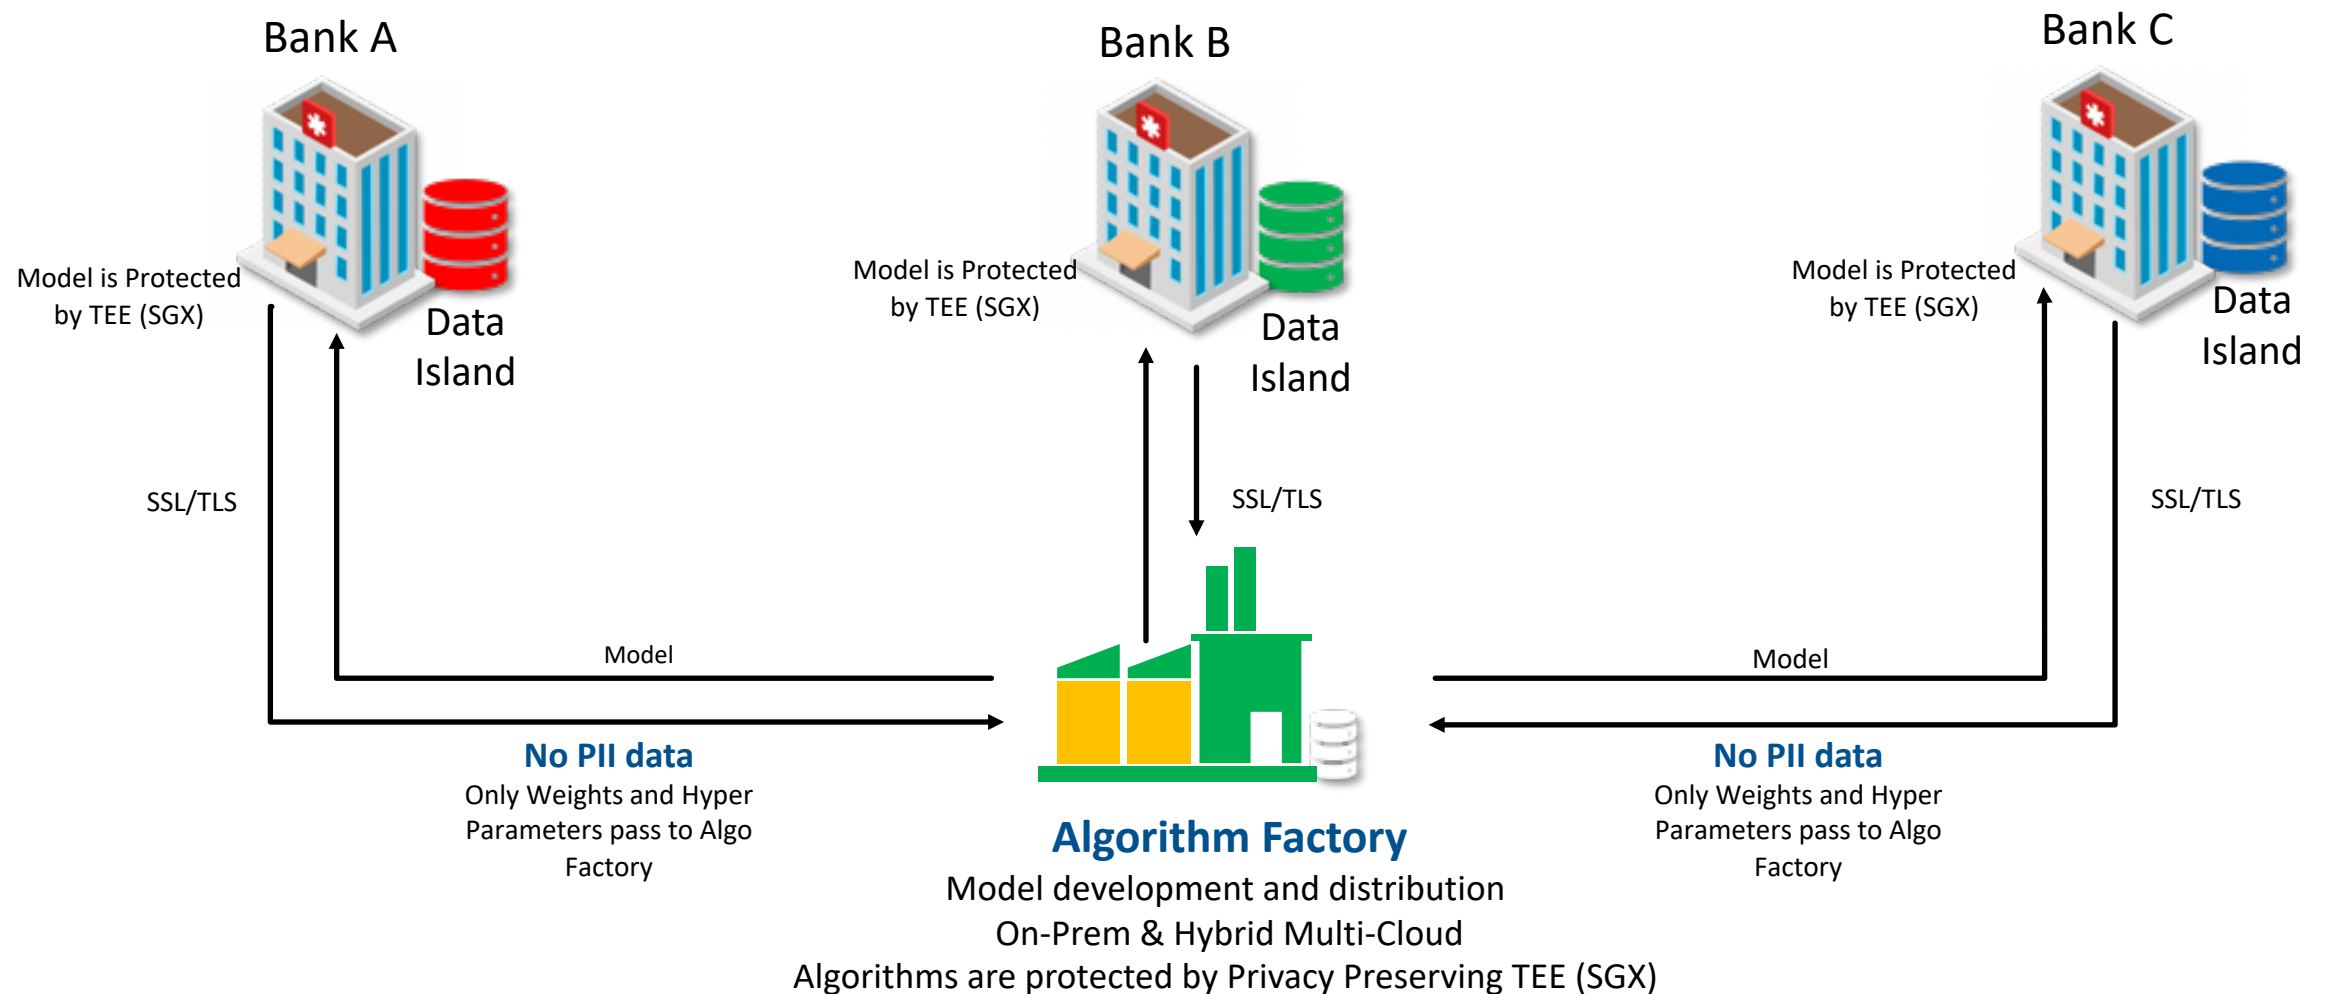 Bank A
Bank B
Bank C
Model is Protected
by TEE (SGX)
Data
Island
Model is Protected
by TEE (SGX)
Data
Island
Model is Protected
by TEE (SGX)
Data
Island
SSL/TLS
SSL/TLS
SSL/TLS
Model
Model
No PII data
Only Weights and Hyper
Parameters pass to Algo
Factory
No PII data
Only Weights and Hyper
Parameters pass to Algo
Factory
Algorithm Factory
Model development and distribution
On-Prem & Hybrid Multi-Cloud
Algorithms are protected by Privacy Preserving TEE (SGX)